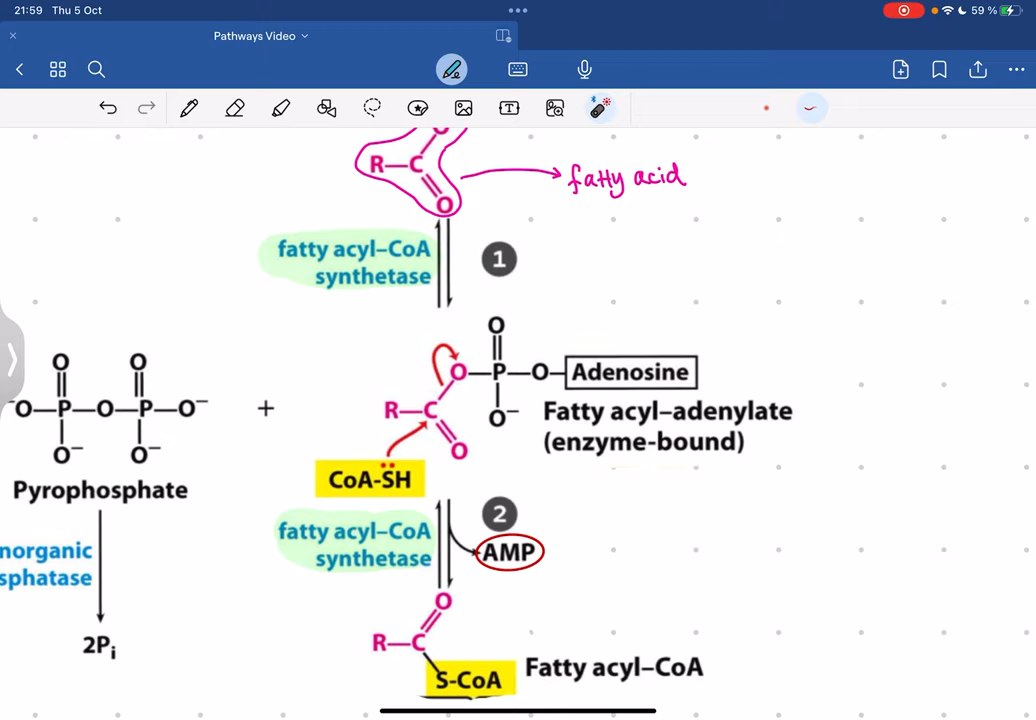 21:59 Thu 5 Oct
59 %
Pathways Video
R—C
O
fatty acid
fatty acyl–CoA
synthetase
1
O
O O
O—P—O—Adenosine
⁻O—P—O—P—O⁻
+
R—C
O⁻
Fatty acyl–adenylate
(enzyme-bound)
O⁻ O⁻
O
CoA-SH
Pyrophosphate
fatty acyl–CoA
synthetase
2
AMP
norganic
sphatase
O
R—C
2Pi
S-CoA
Fatty acyl–CoA